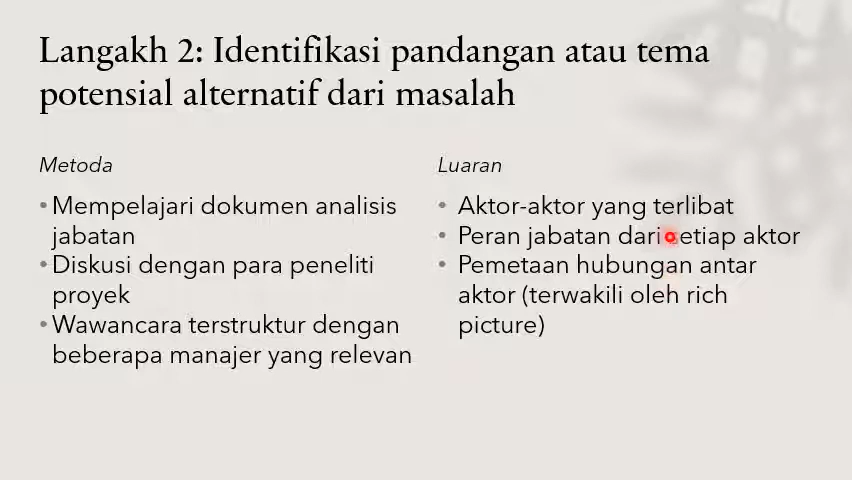 Langakh 2: Identifikasi pandangan atau tema
potensial alternatif dari masalah
Metoda
• Mempelajari dokumen analisis
jabatan
• Diskusi dengan para peneliti
proyek
• Wawancara terstruktur dengan
beberapa manajer yang relevan
Luaran
• Aktor-aktor yang terlibat
• Peran jabatan dari setiap aktor
• Pemetaan hubungan antar
aktor (terwakili oleh rich
picture)